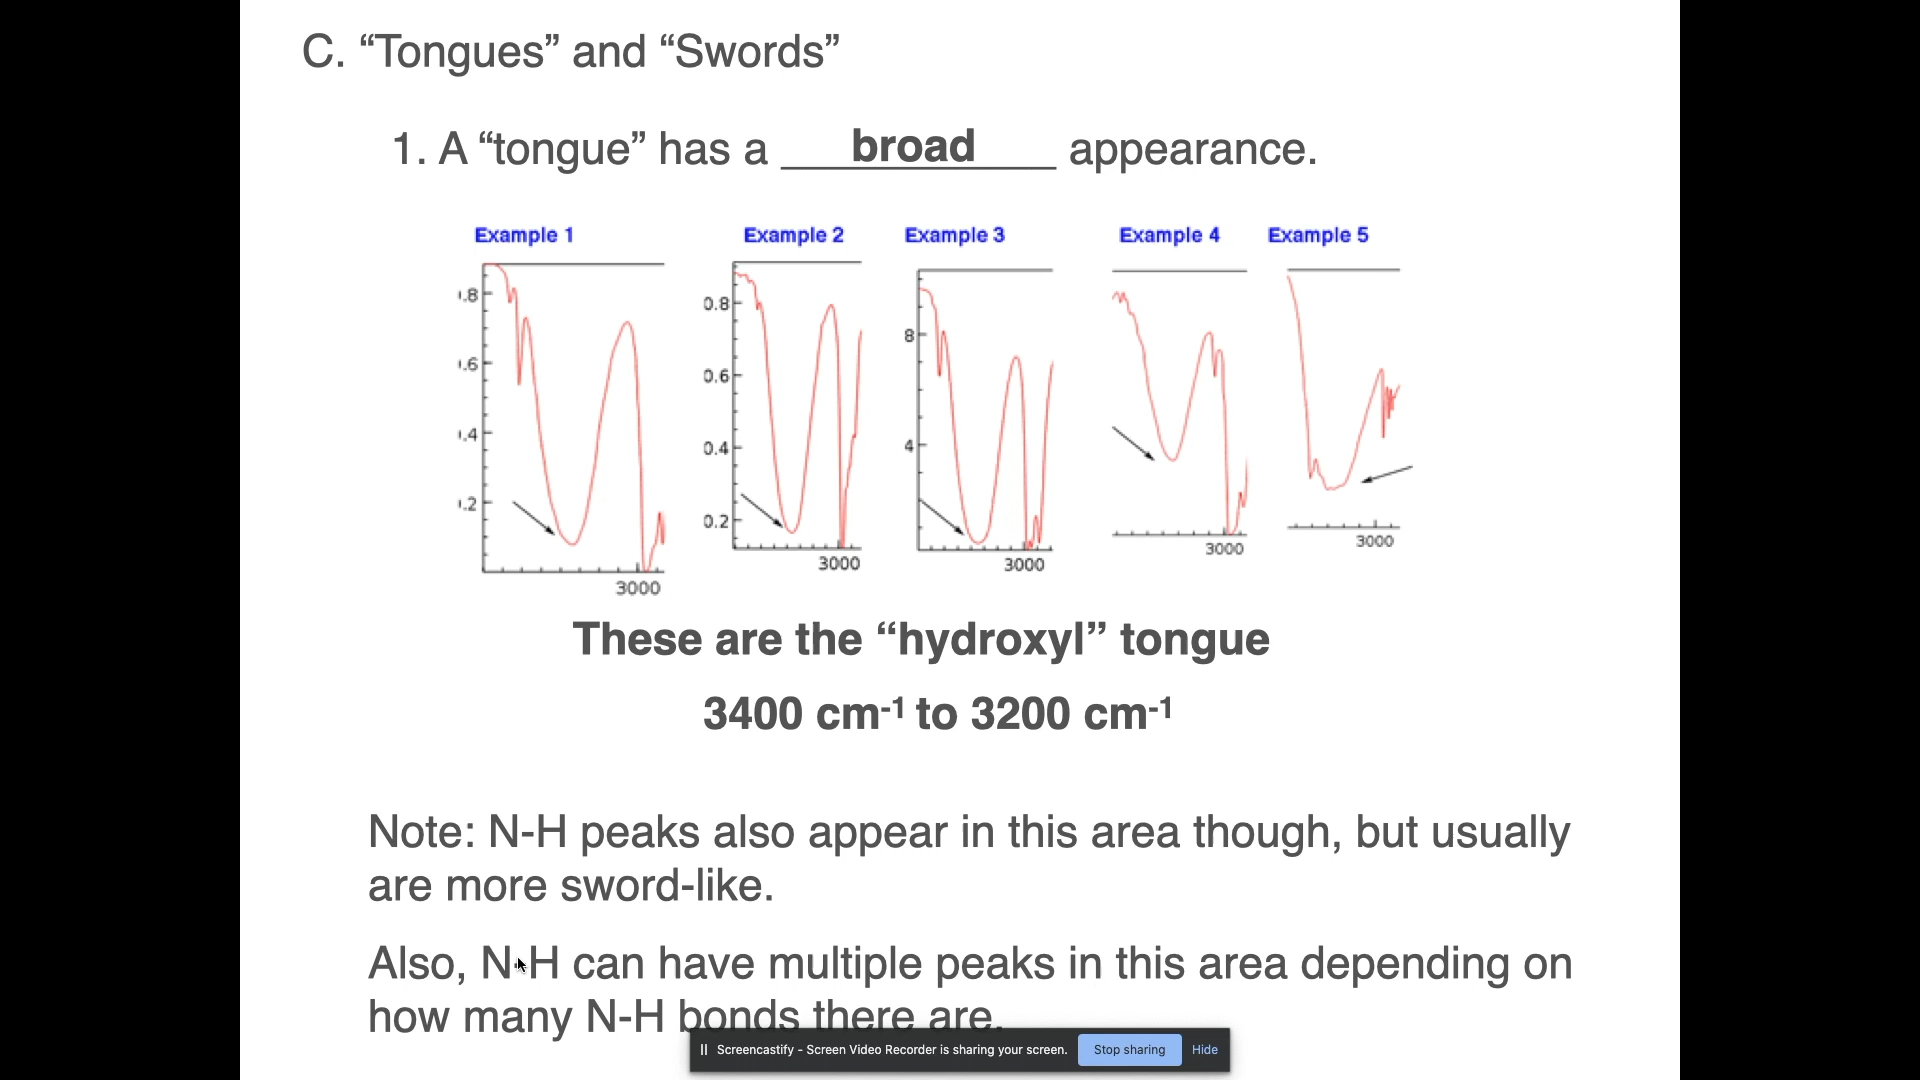 C. “Tongues” and “Swords”
1. A “tongue” has a broad appearance.
Example 1 Example 2 Example 3 Example 4 Example 5
.8 0.8 8
.6 0.6
.4 0.4 4
.2 0.2
3000 3000 3000 3000 3000
These are the “hydroxyl” tongue
3400 cm-1 to 3200 cm-1
Note: N-H peaks also appear in this area though, but usually
are more sword-like.
Also, N-H can have multiple peaks in this area depending on
how many N-H bonds there are.
Screencastify - Screen Video Recorder is sharing your screen. Stop sharing Hide